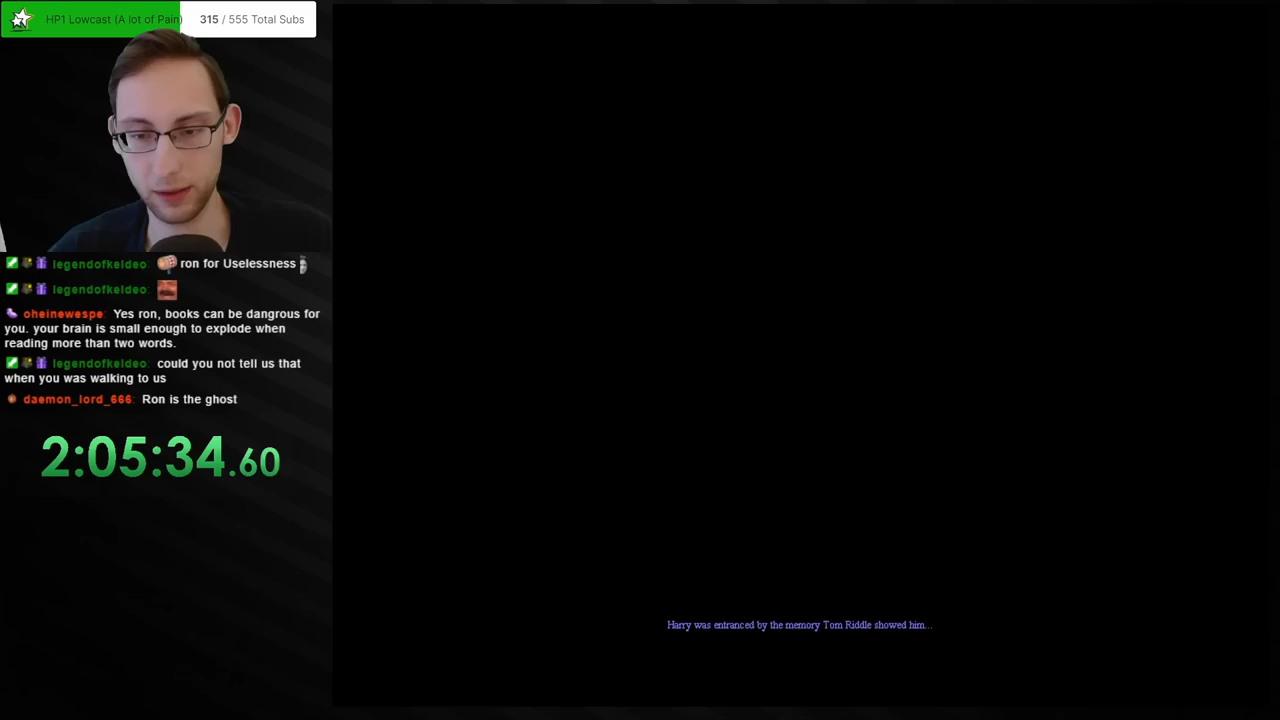 HP1 Lowcast (A lot of Pain) 315 / 555 Total Subs
legendofkeldeo: ron for Uselessness
legendofkeldeo:
oheinewespe: Yes ron, books can be dangrous for
you. your brain is small enough to explode when
reading more than two words.
legendofkeldeo: could you not tell us that
when you was walking to us
daemon_lord_666: Ron is the ghost
2:05:34.60
Harry was entranced by the memory Tom Riddle showed him...